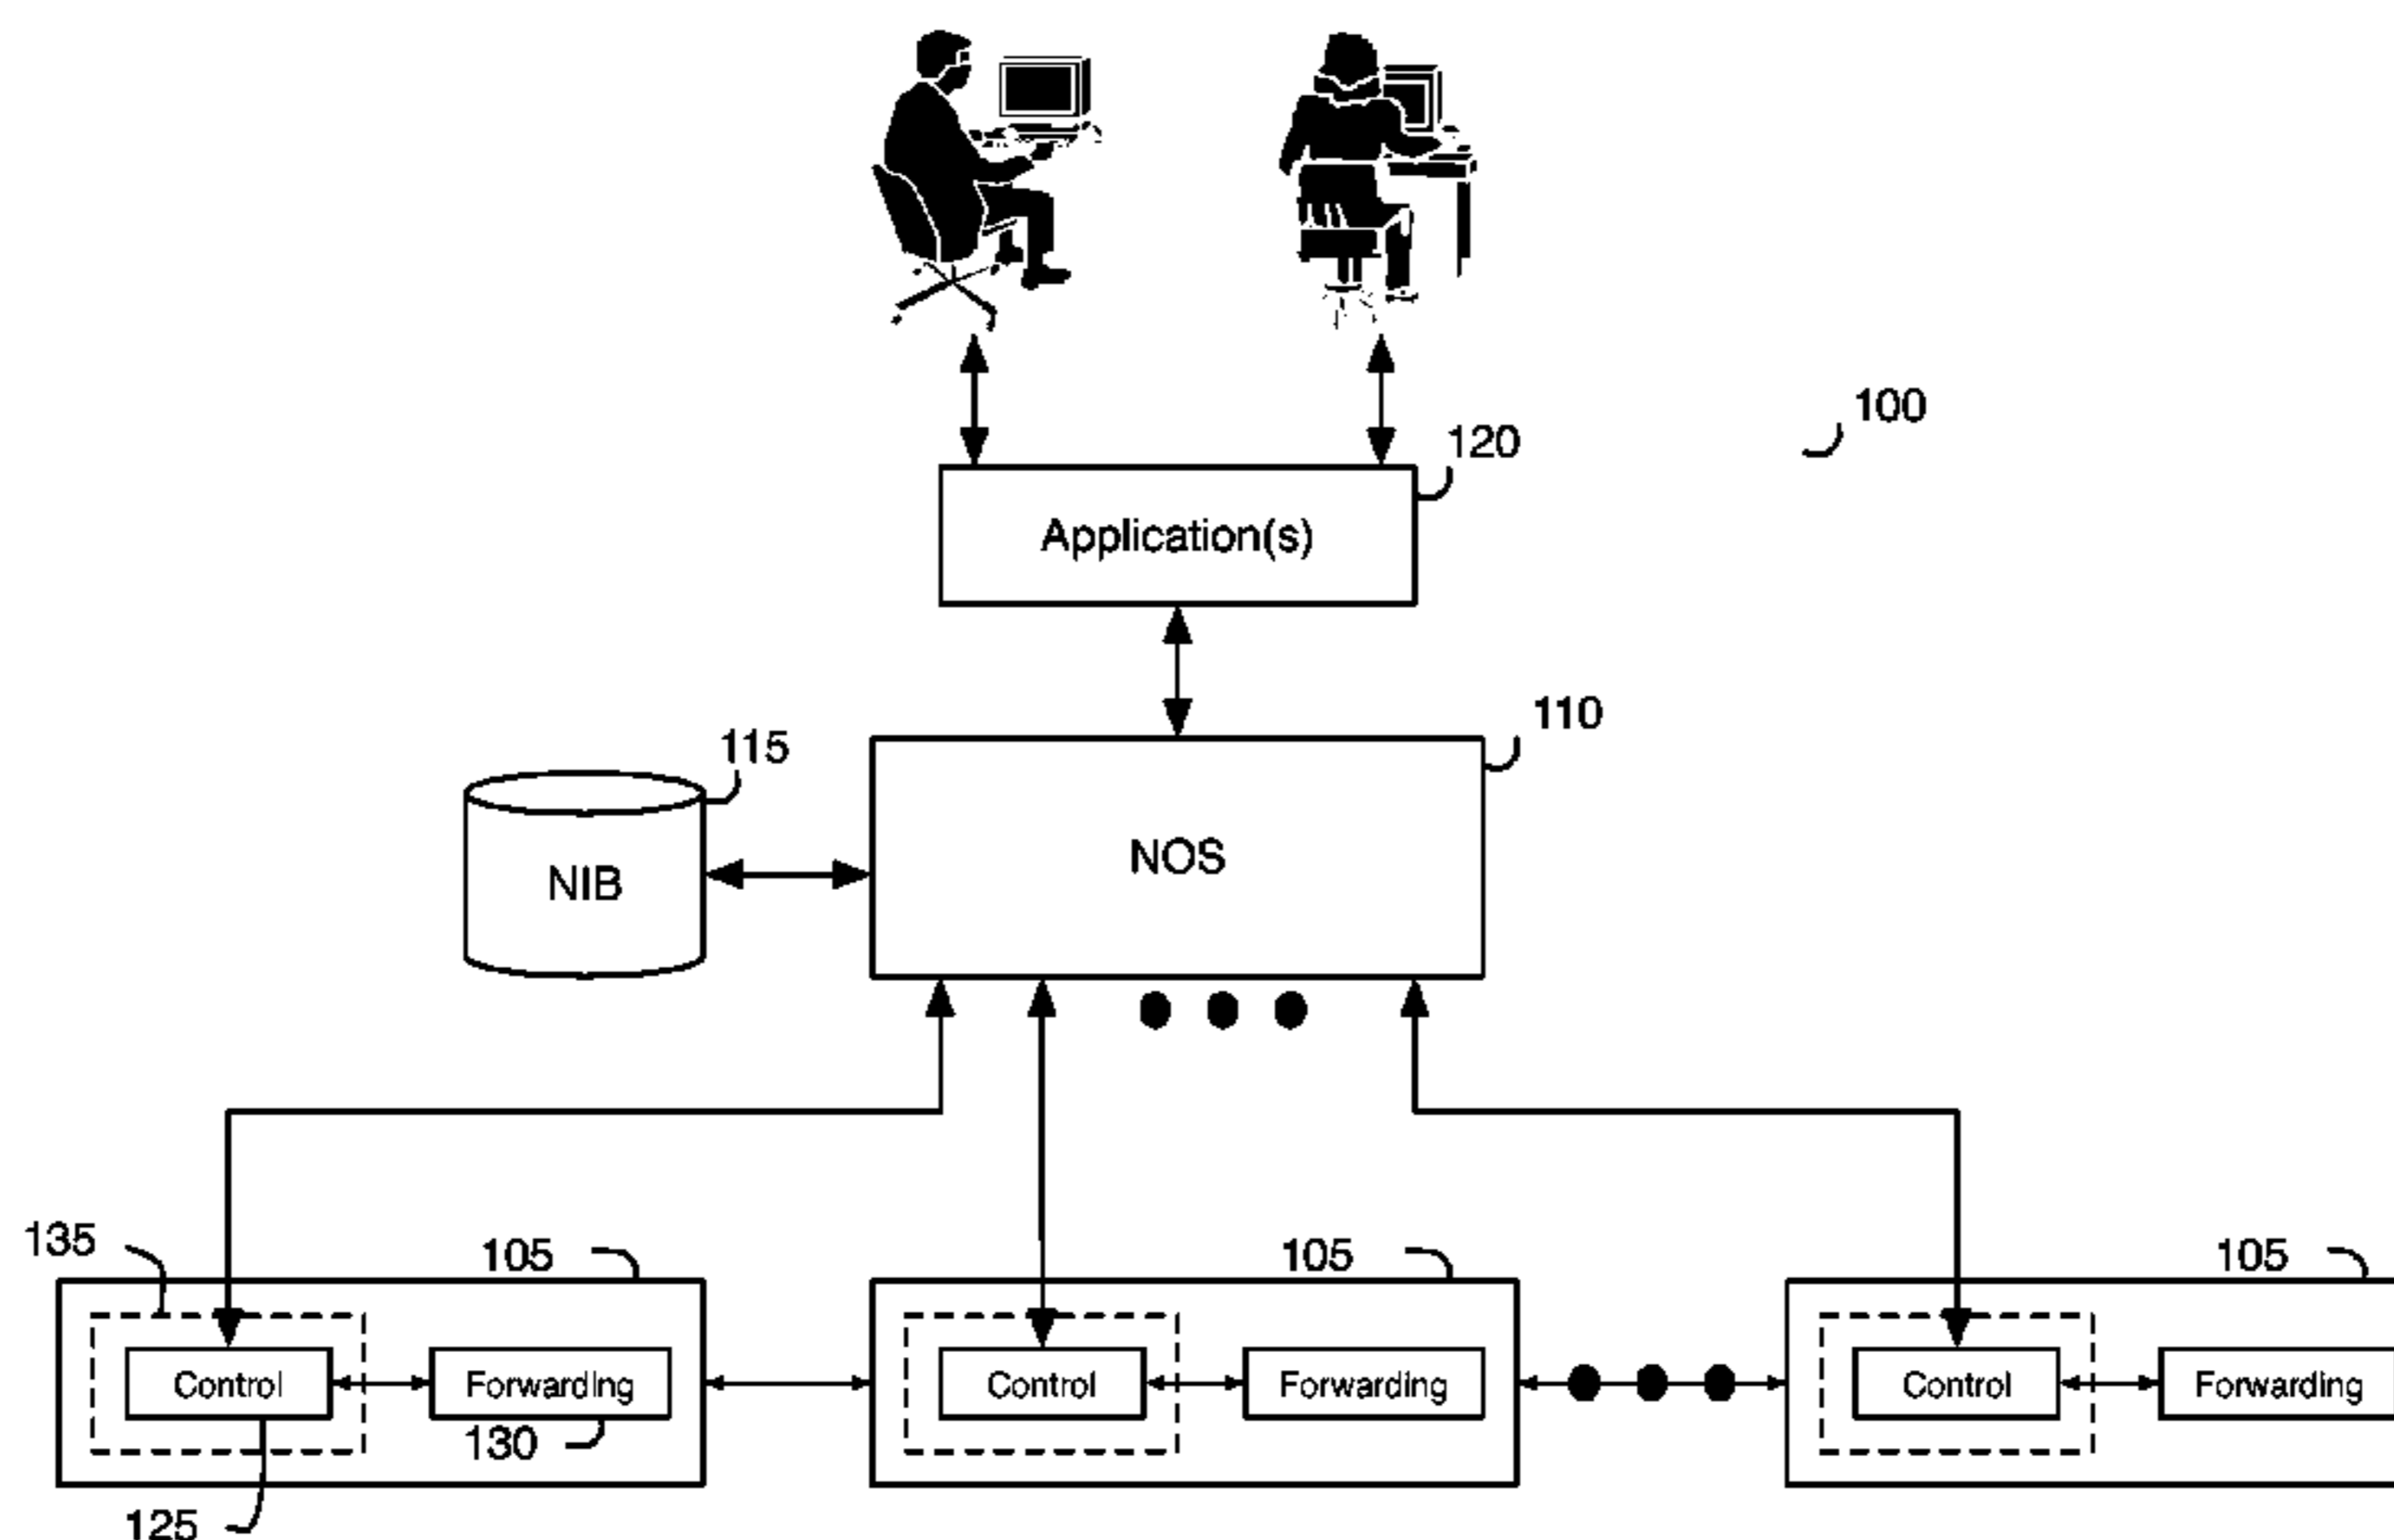 100
120
Application(s)
110
115
NOS
NIB
135
105
105
105
Control
Forwarding
Control
Forwarding
Control
Forwarding
130
125